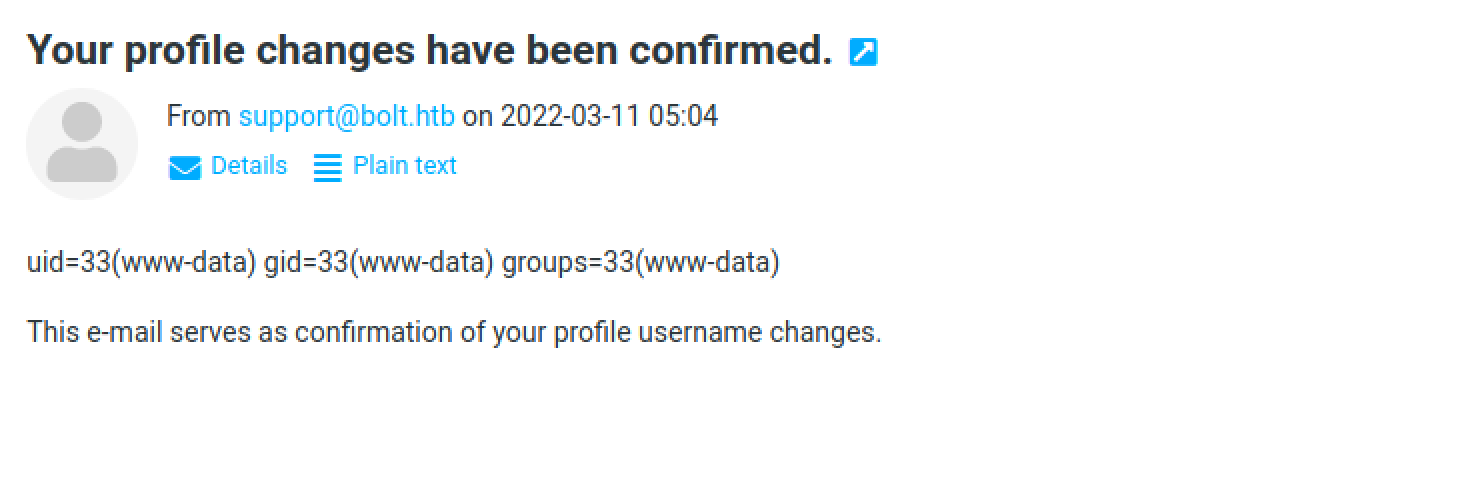 Your profile changes have been confirmed.
From support@bolt.htb on 2022-03-11 05:04
Details Plain text
uid=33(www-data) gid=33(www-data) groups=33(www-data)
This e-mail serves as confirmation of your profile username changes.